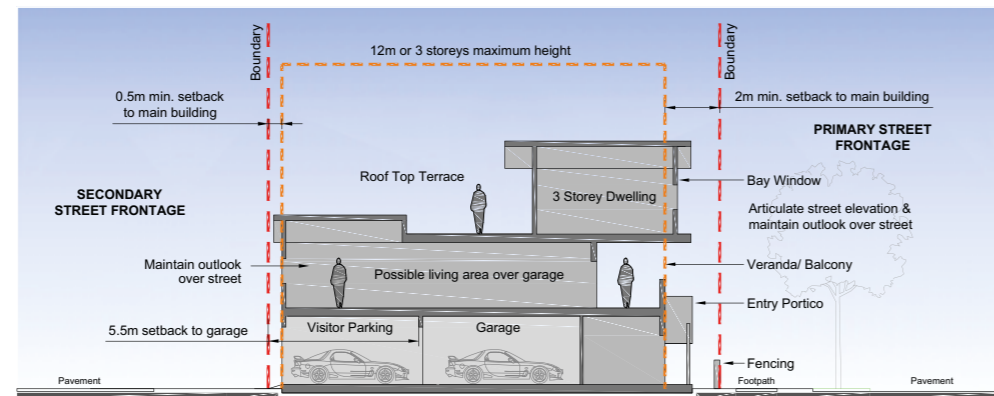 Boundary
12m or 3 storeys maximum height
Boundary
0.5m min. setback
to main building
2m min. setback to main building
PRIMARY STREET
FRONTAGE
SECONDARY
STREET FRONTAGE
Roof Top Terrace
3 Storey Dwelling
Bay Window
Articulate street elevation &
maintain outlook over street
Maintain outlook
over street
Possible living area over garage
Veranda/ Balcony
Entry Portico
5.5m setback to garage
Visitor Parking
Garage
Fencing
Pavement
Footpath
Pavement